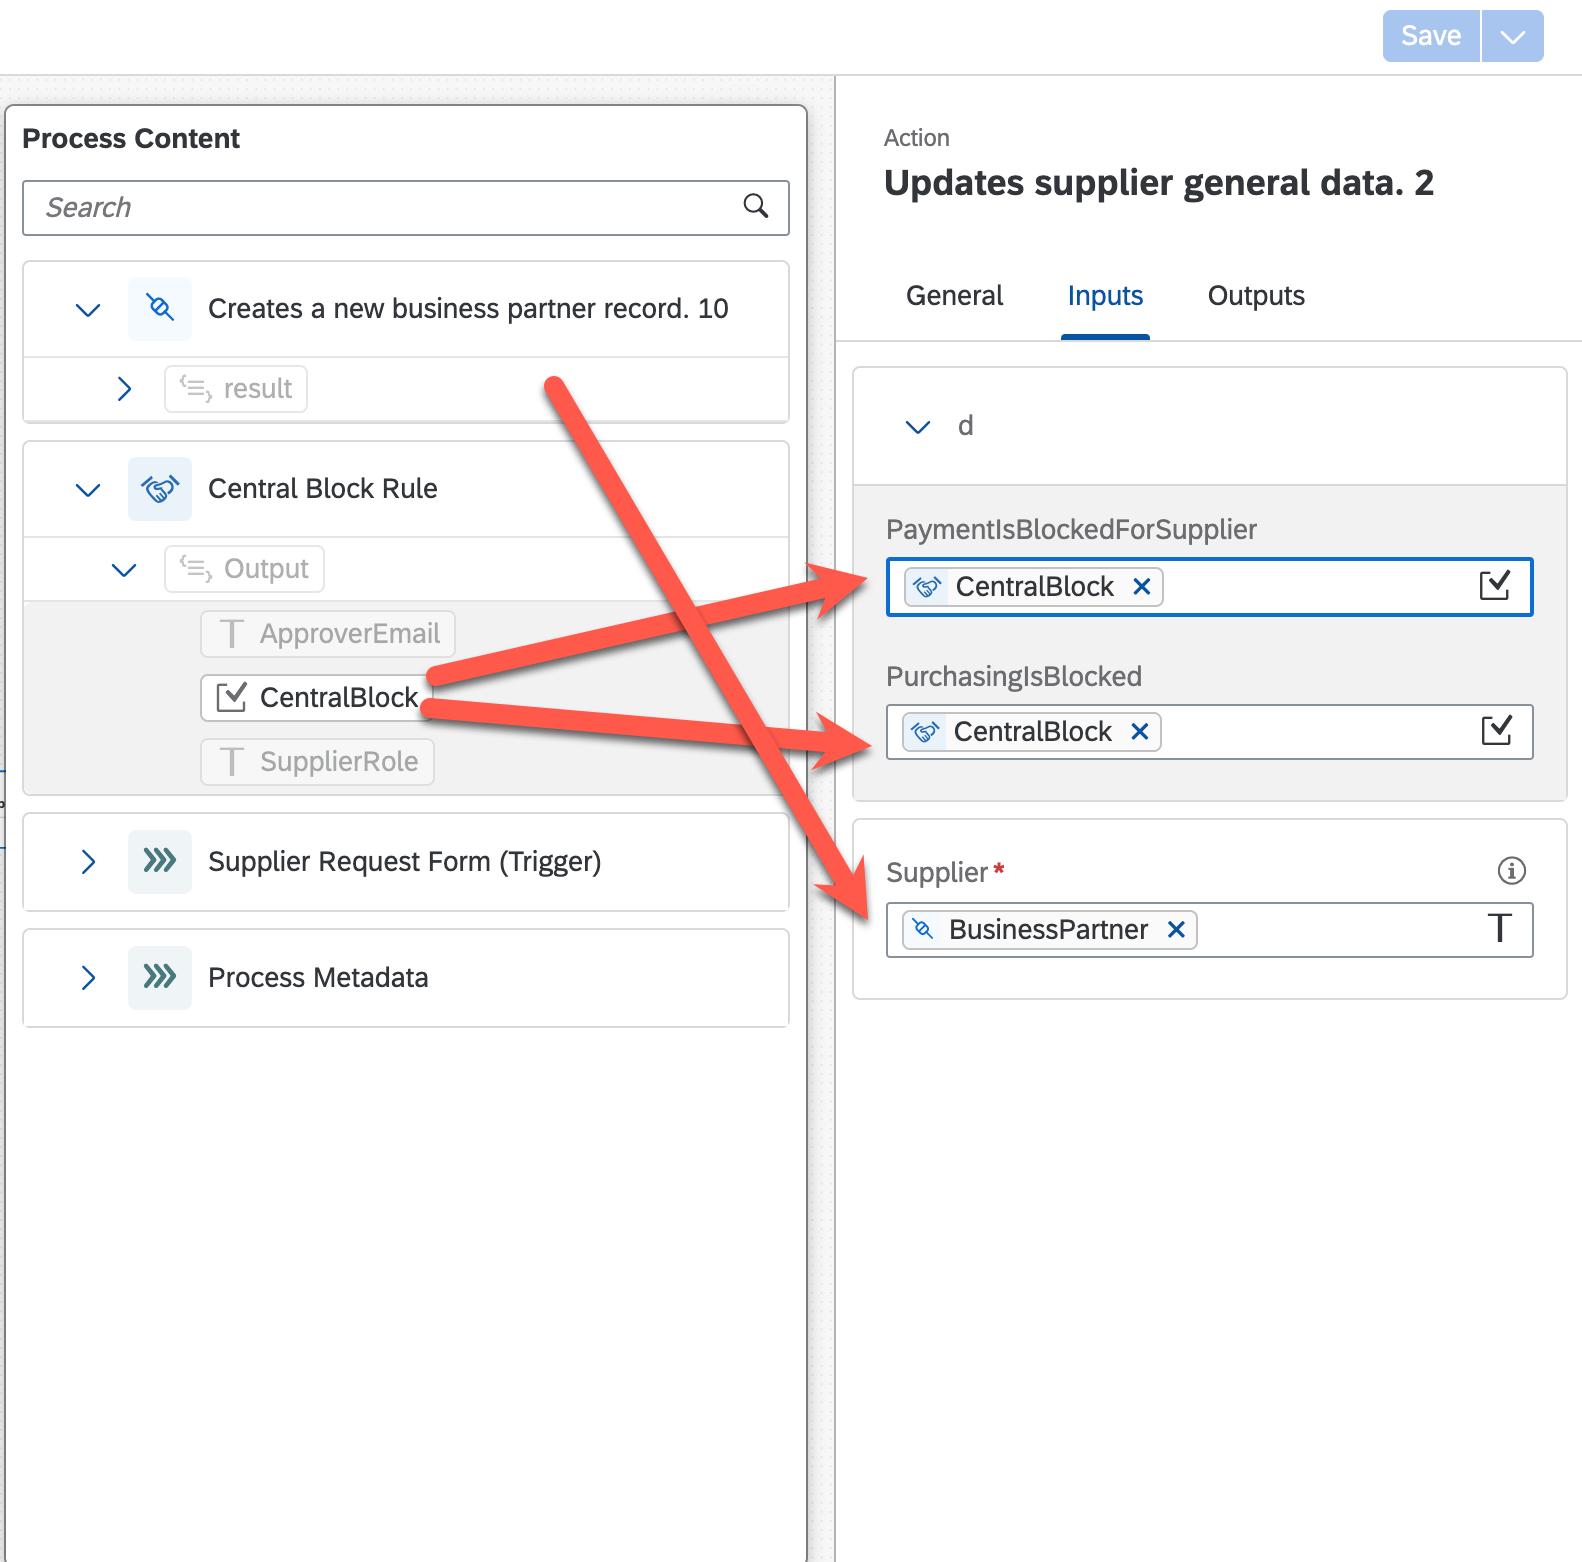 Save
Process Content
Search
Creates a new business partner record. 10
result
Central Block Rule
Output
ApproverEmail
CentralBlock
SupplierRole
Supplier Request Form (Trigger)
Process Metadata
Action
Updates supplier general data. 2
General Inputs Outputs
d
PaymentIsBlockedForSupplier
CentralBlock
PurchasingIsBlocked
CentralBlock
Supplier*
BusinessPartner